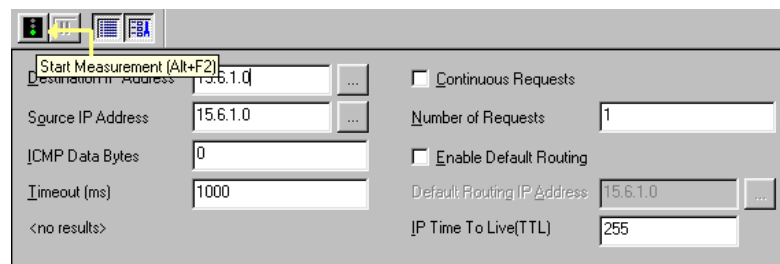 Start Measurement (Alt+F2)
Destination IP Address 15.6.1.0 ...
Continuous Requests
Source IP Address 15.6.1.0 ...
Number of Requests 1
ICMP Data Bytes 0
Enable Default Routing
Timeout (ms) 1000
Default Routing IP Address 15.6.1.0 ...
<no results>
IP Time To Live(TTL) 255